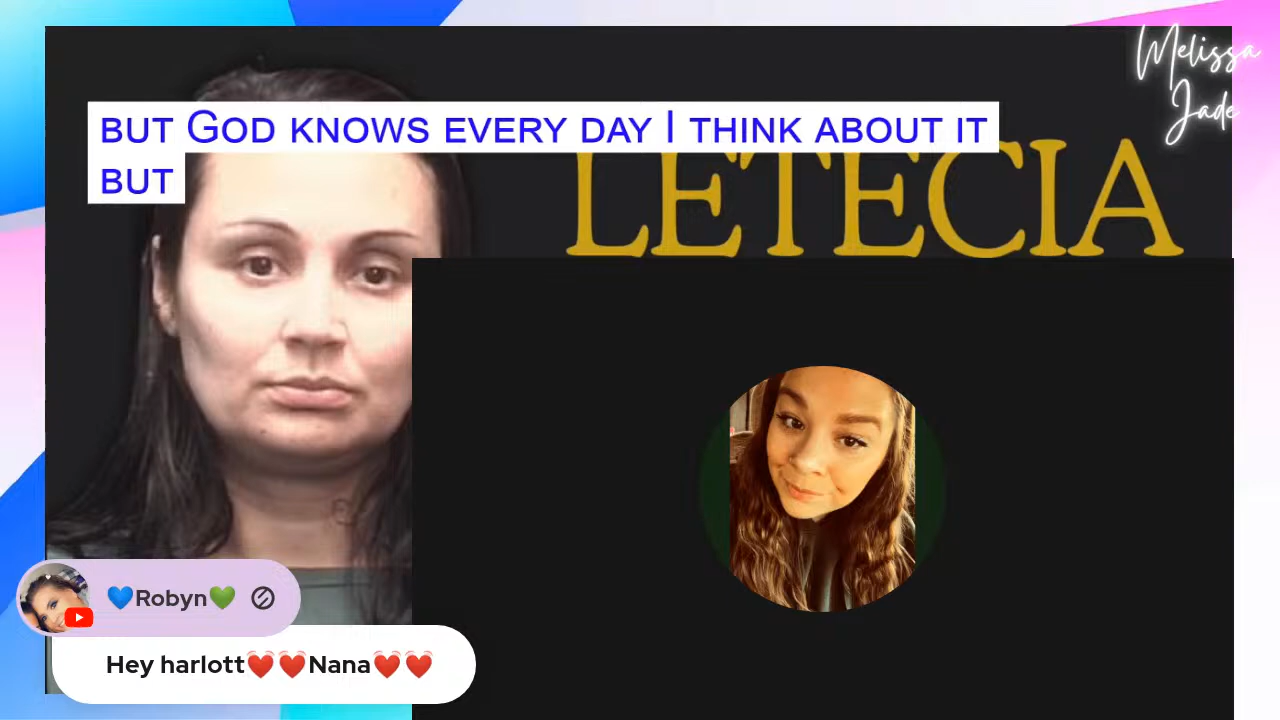 Melissa
Jade
BUT GOD KNOWS EVERY DAY I THINK ABOUT IT
BUT
LETECIA
💙Robyn💚
Hey harlott💓💓Nana💓💓